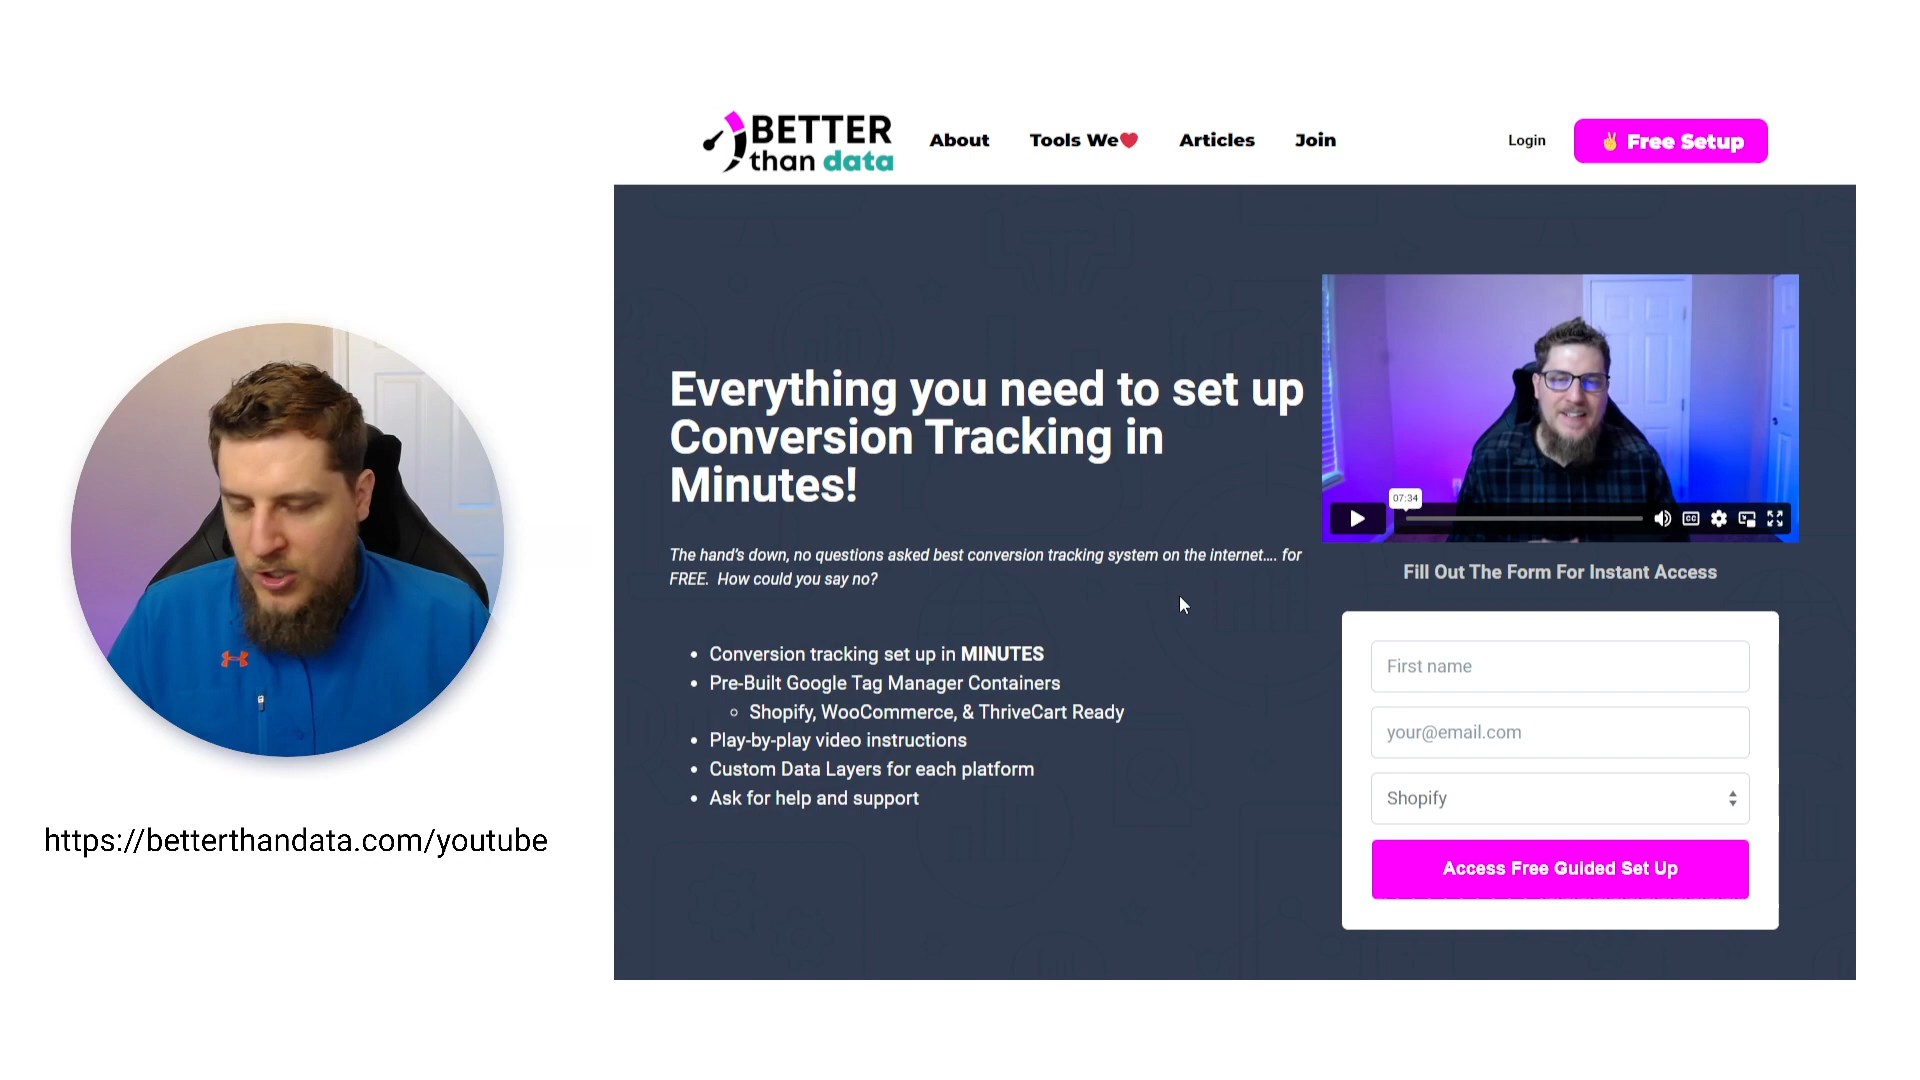 BETTER
than data
About
Tools We❤
Articles
Join
Login
✌ Free Setup
Everything you need to set up
Conversion Tracking in
Minutes!
The hand's down, no questions asked best conversion tracking system on the internet.... for
FREE.  How could you say no?
• Conversion tracking set up in MINUTES
• Pre-Built Google Tag Manager Containers
◦ Shopify, WooCommerce, & ThriveCart Ready
• Play-by-play video instructions
• Custom Data Layers for each platform
• Ask for help and support
07:34
CC
Fill Out The Form For Instant Access
First name
your@email.com
Shopify
Access Free Guided Set Up
https://betterthandata.com/youtube